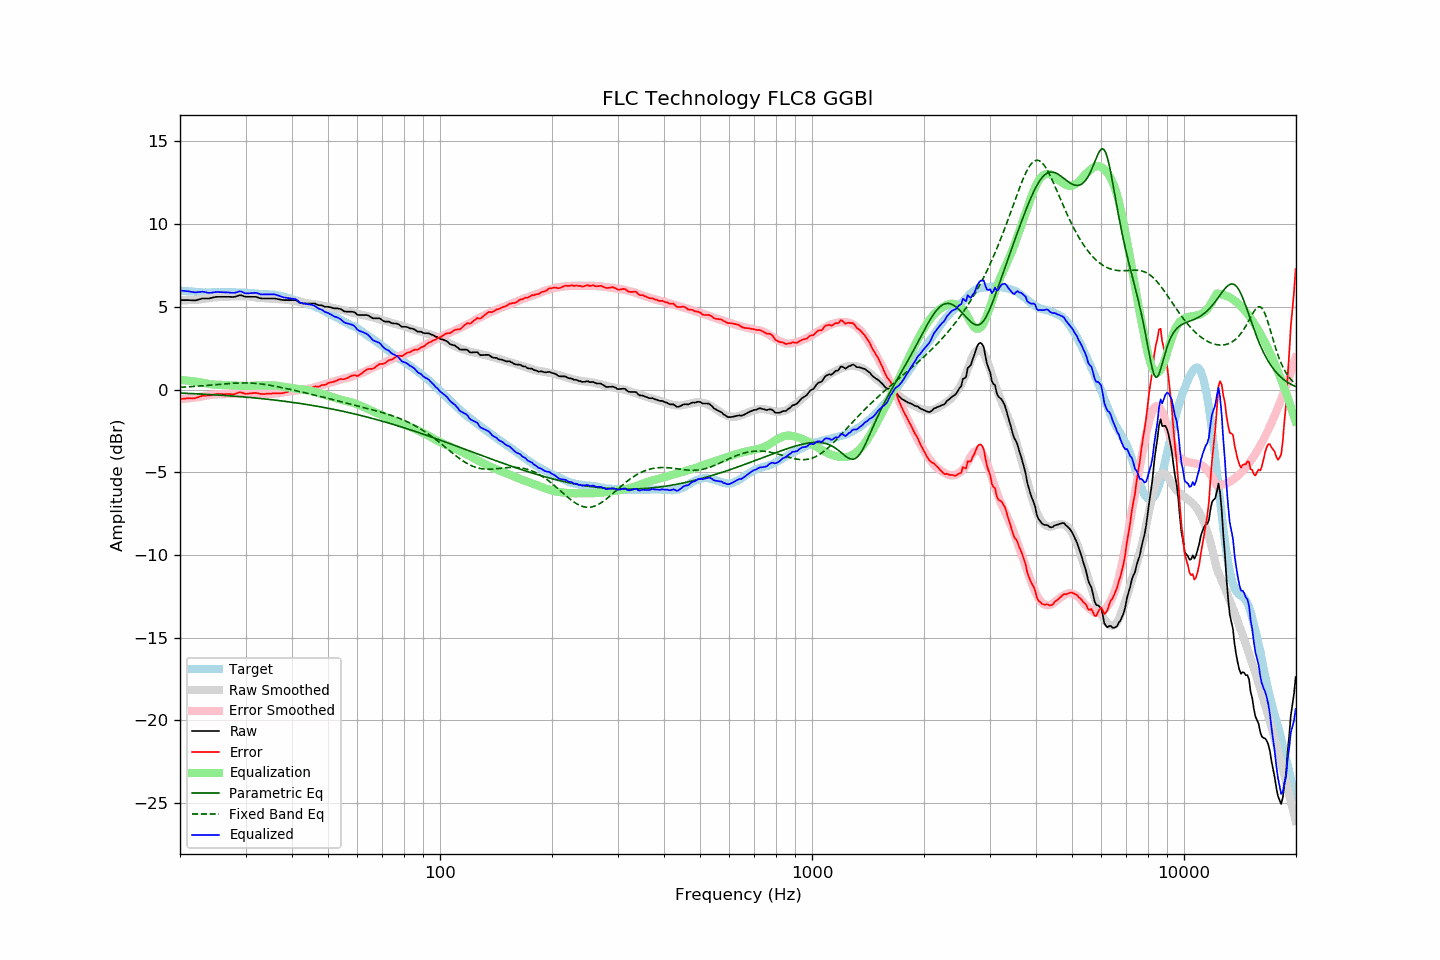 FLC Technology FLC8 GGBl
15
10
5
0
−5
−10
−15
−20
−25
Amplitude (dBr)
Target
Raw Smoothed
Error Smoothed
Raw
Error
Equalization
Parametric Eq
Fixed Band Eq
Equalized
100
1000
10000
Frequency (Hz)